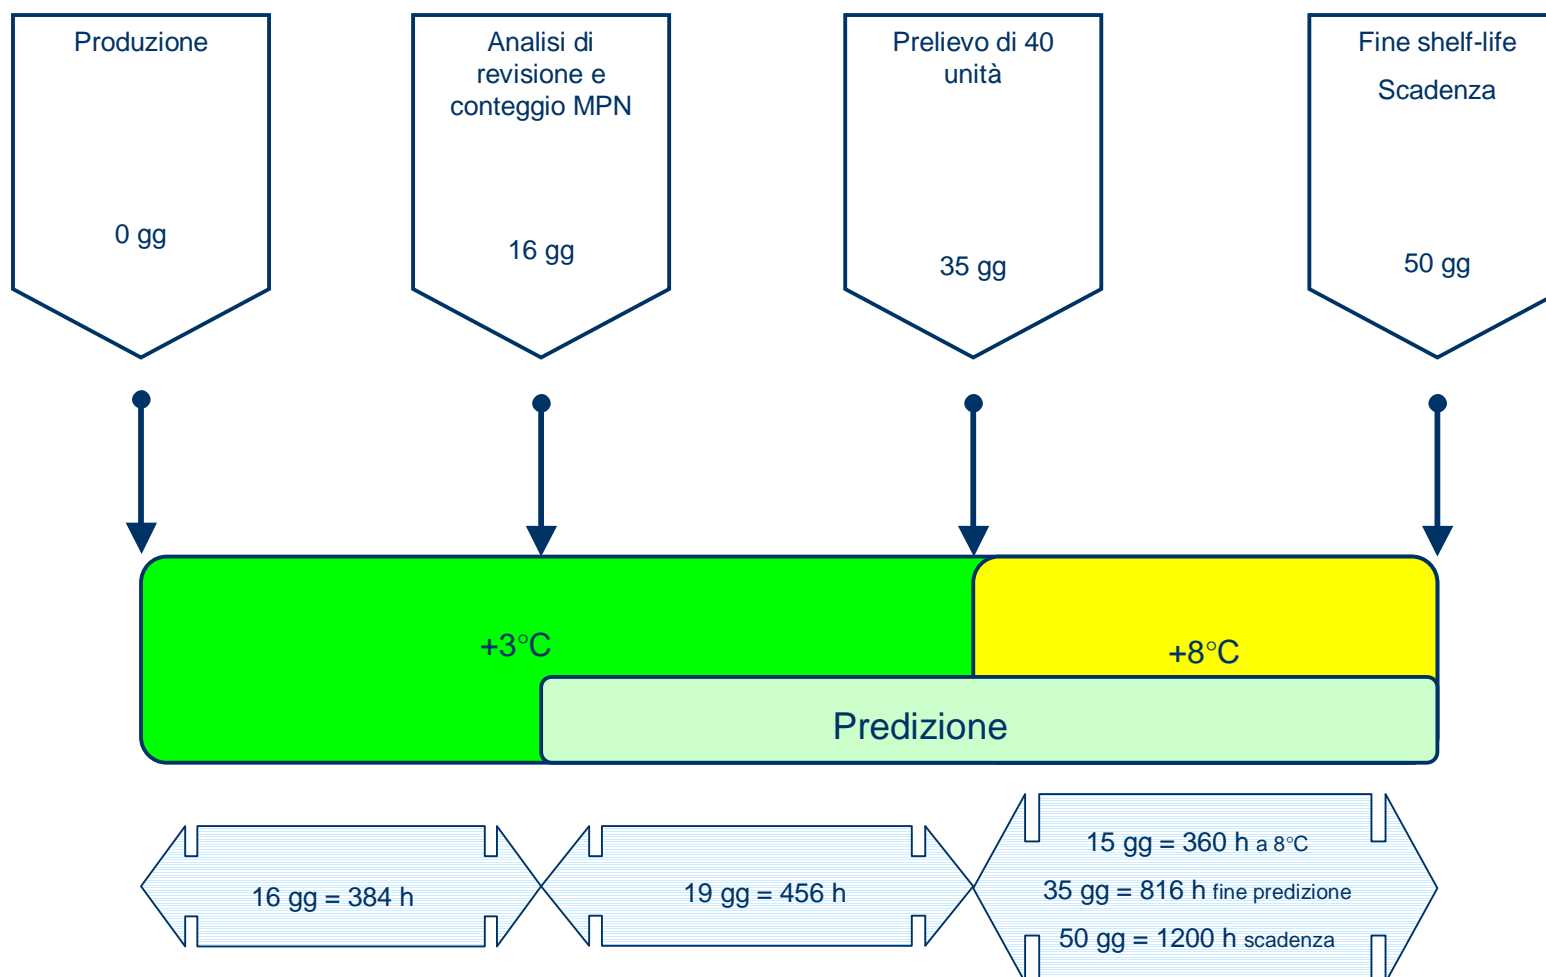 Produzione
0 gg
Analisi di
revisione e
conteggio MPN
16 gg
Prelievo di 40
unità
35 gg
Fine shelf-life
Scadenza
50 gg
+3°C
+8°C
Predizione
16 gg = 384 h
19 gg = 456 h
15 gg = 360 h a 8°C
35 gg = 816 h fine predizione
50 gg = 1200 h scadenza